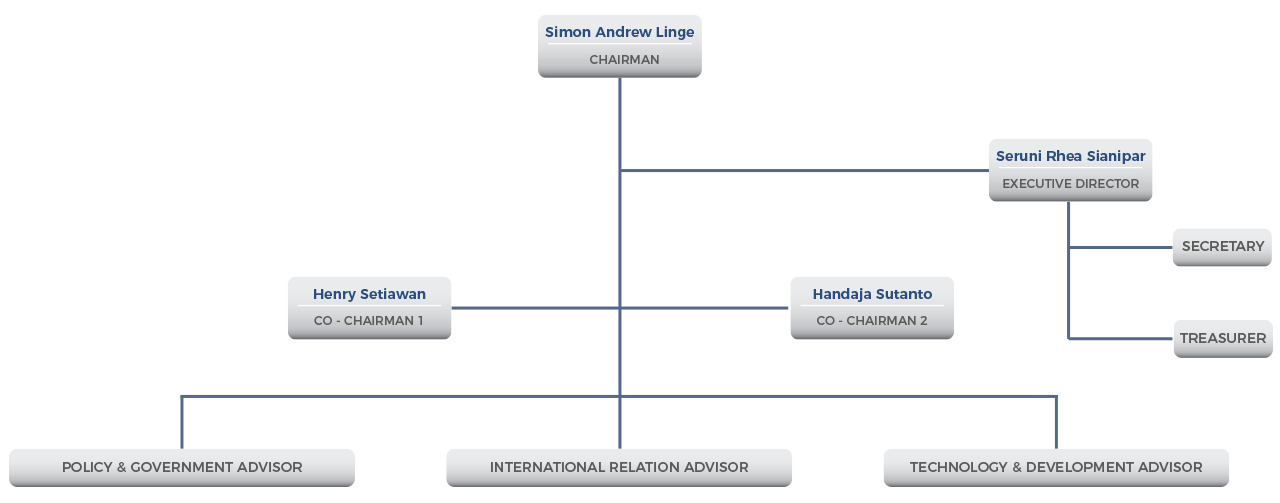 Simon Andrew Linge
CHAIRMAN
Seruni Rhea Sianipar
EXECUTIVE DIRECTOR
SECRETARY
Henry Setiawan
CO - CHAIRMAN 1
Handaja Sutanto
CO - CHAIRMAN 2
TREASURER
POLICY & GOVERNMENT ADVISOR
INTERNATIONAL RELATION ADVISOR
TECHNOLOGY & DEVELOPMENT ADVISOR